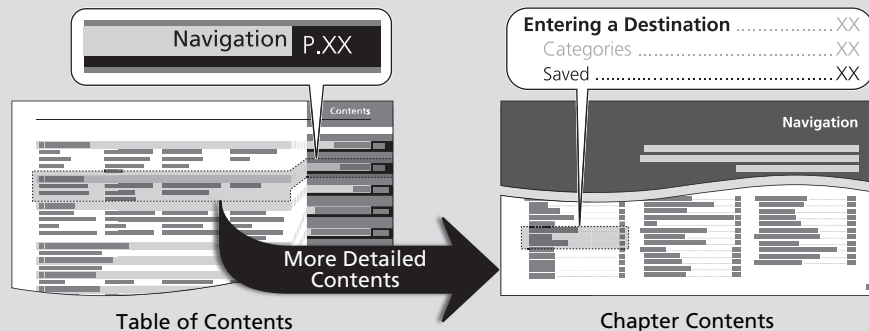 Navigation P.XX
Entering a Destination ..................... XX
Categories ........................................ XX
Saved ................................................ XX
Contents
Navigation
More Detailed
Contents
Table of Contents
Chapter Contents